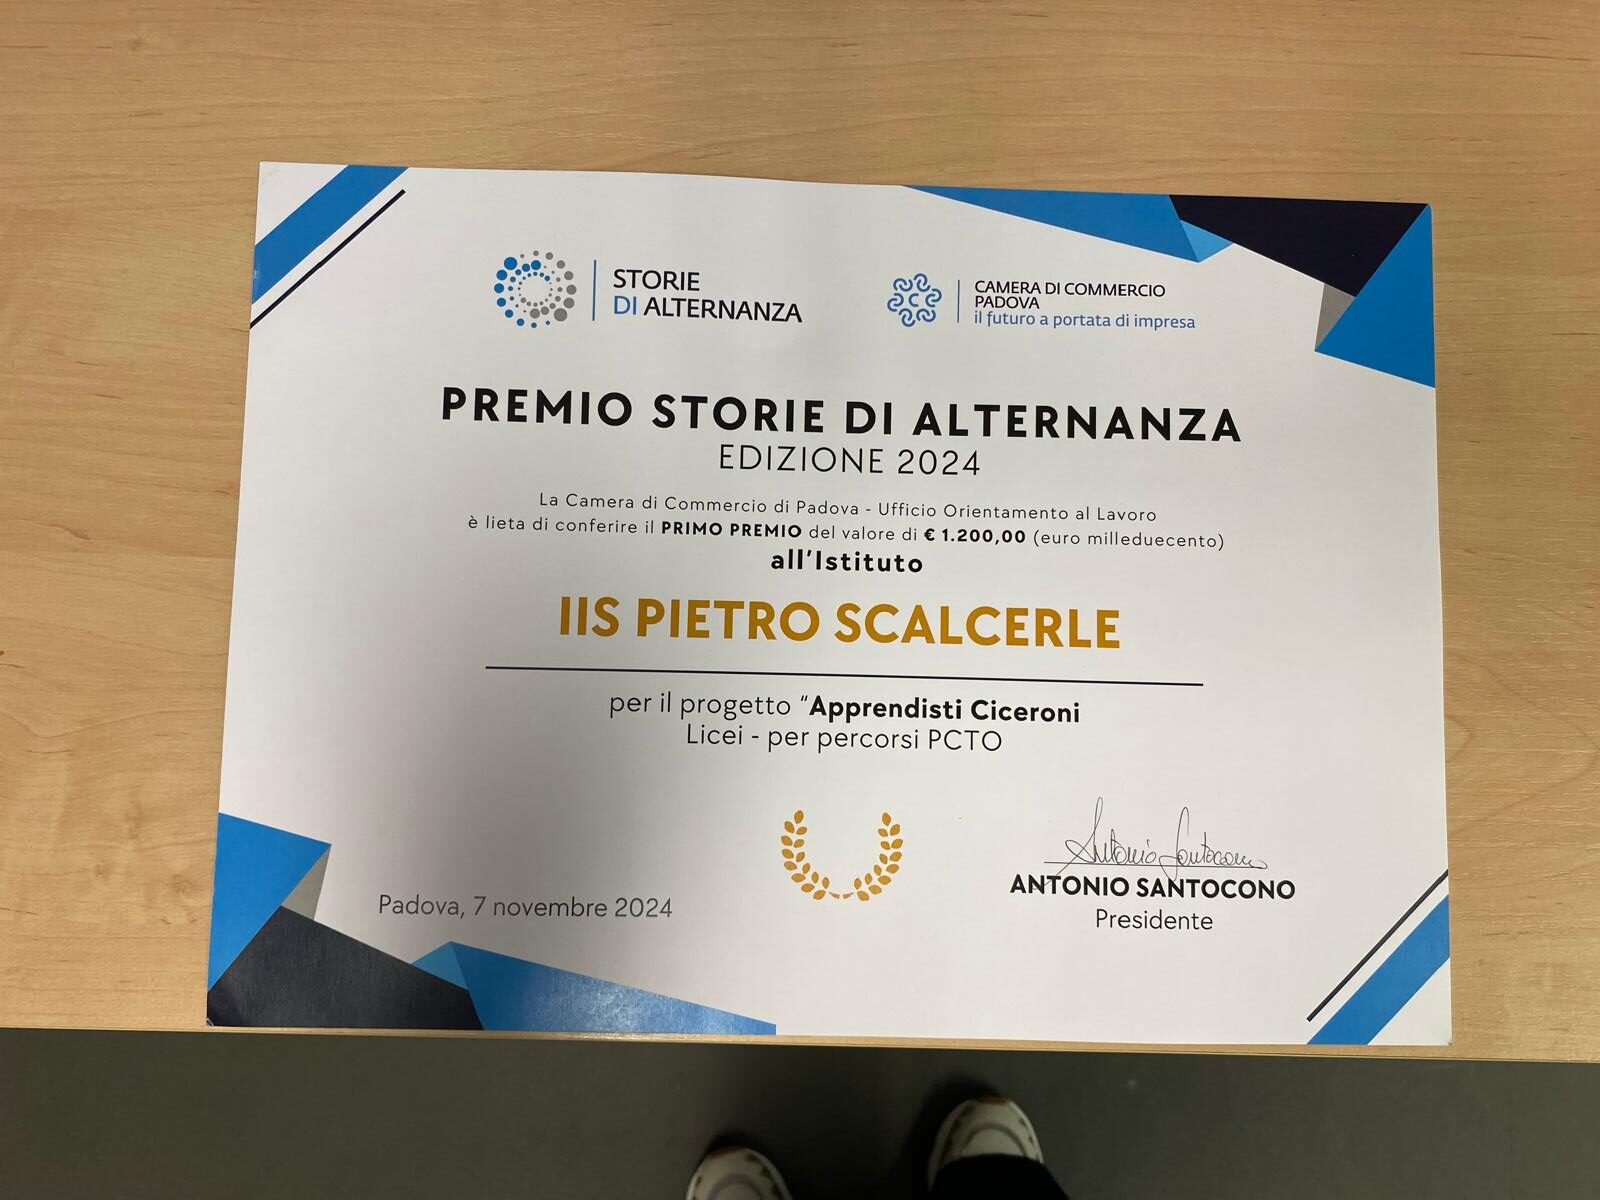 STORIE
DI ALTERNANZA
CAMERA DI COMMERCIO
PADOVA
il futuro a portata di impresa
PREMIO STORIE DI ALTERNANZA
EDIZIONE 2024
La Camera di Commercio di Padova - Ufficio Orientamento al Lavoro
è lieta di conferire il PRIMO PREMIO del valore di € 1.200,00 (euro milleduecento)
all'Istituto
IIS PIETRO SCALCERLE
per il progetto “Apprendisti Ciceroni
Licei - per percorsi PCTO
Padova, 7 novembre 2024
Antonio Santocono
ANTONIO SANTOCONO
Presidente